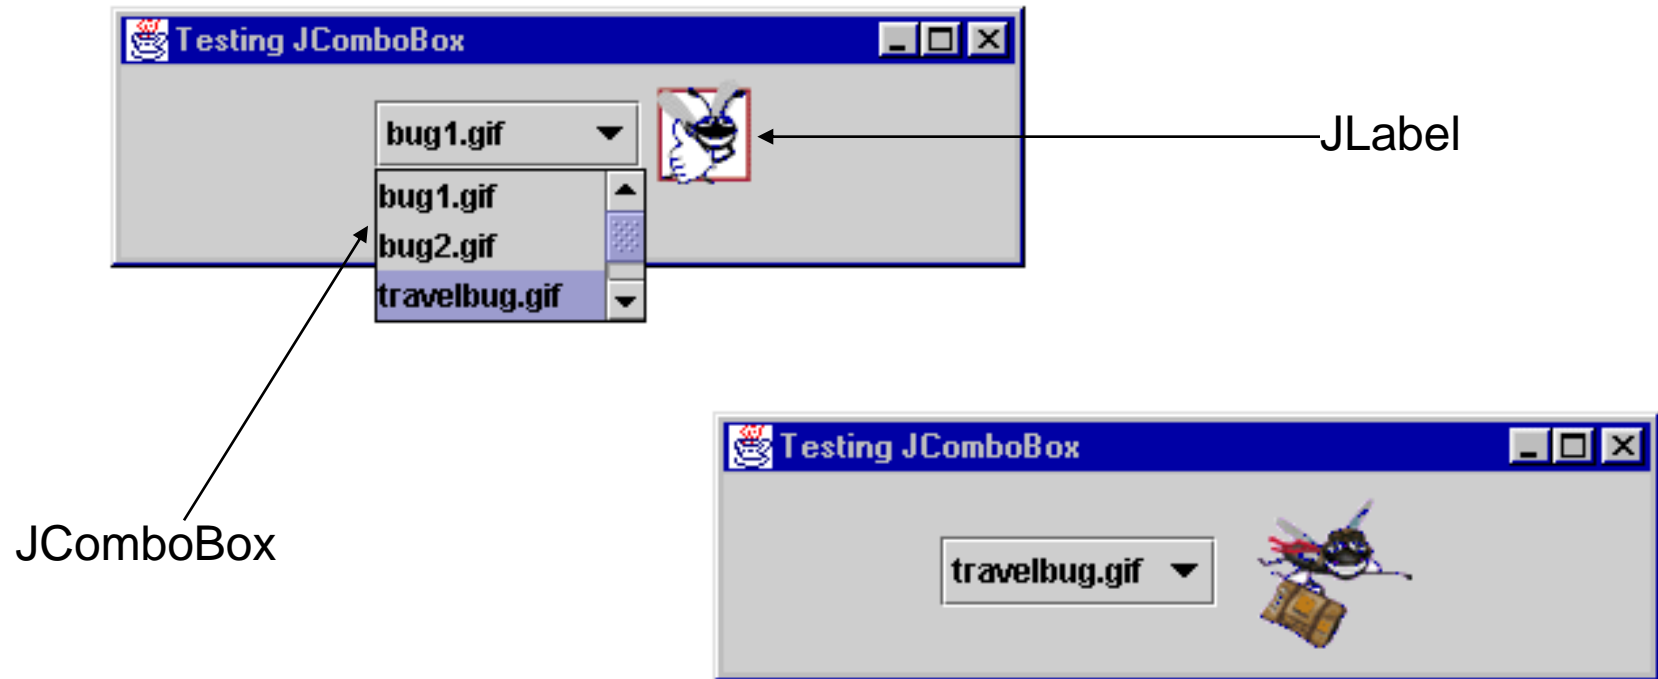 Testing JComboBox
bug1.gif
JLabel
bug1.gif
bug2.gif
travelbug.gif
JComboBox
Testing JComboBox
travelbug.gif